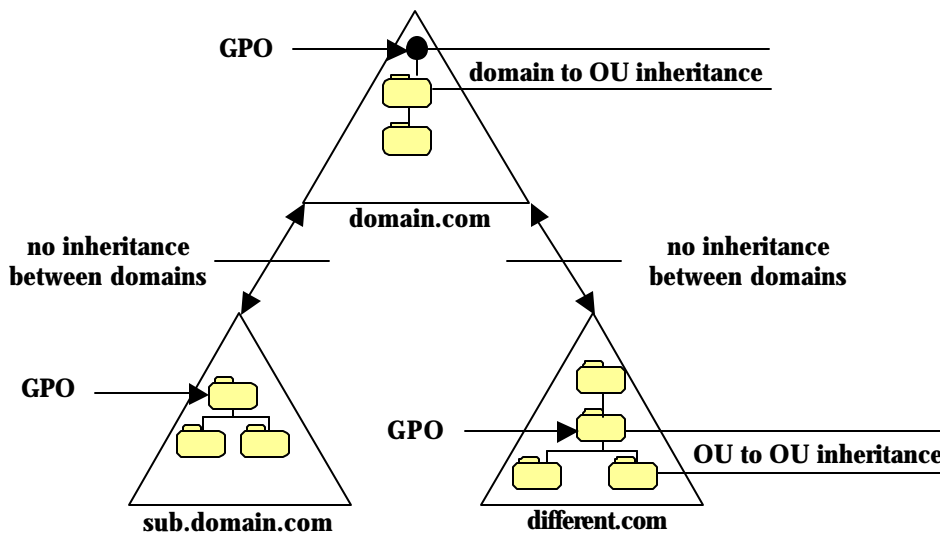 GPO
domain to OU inheritance
domain.com
no inheritance
between domains
no inheritance
between domains
GPO
GPO
OU to OU inheritance
sub.domain.com
different.com